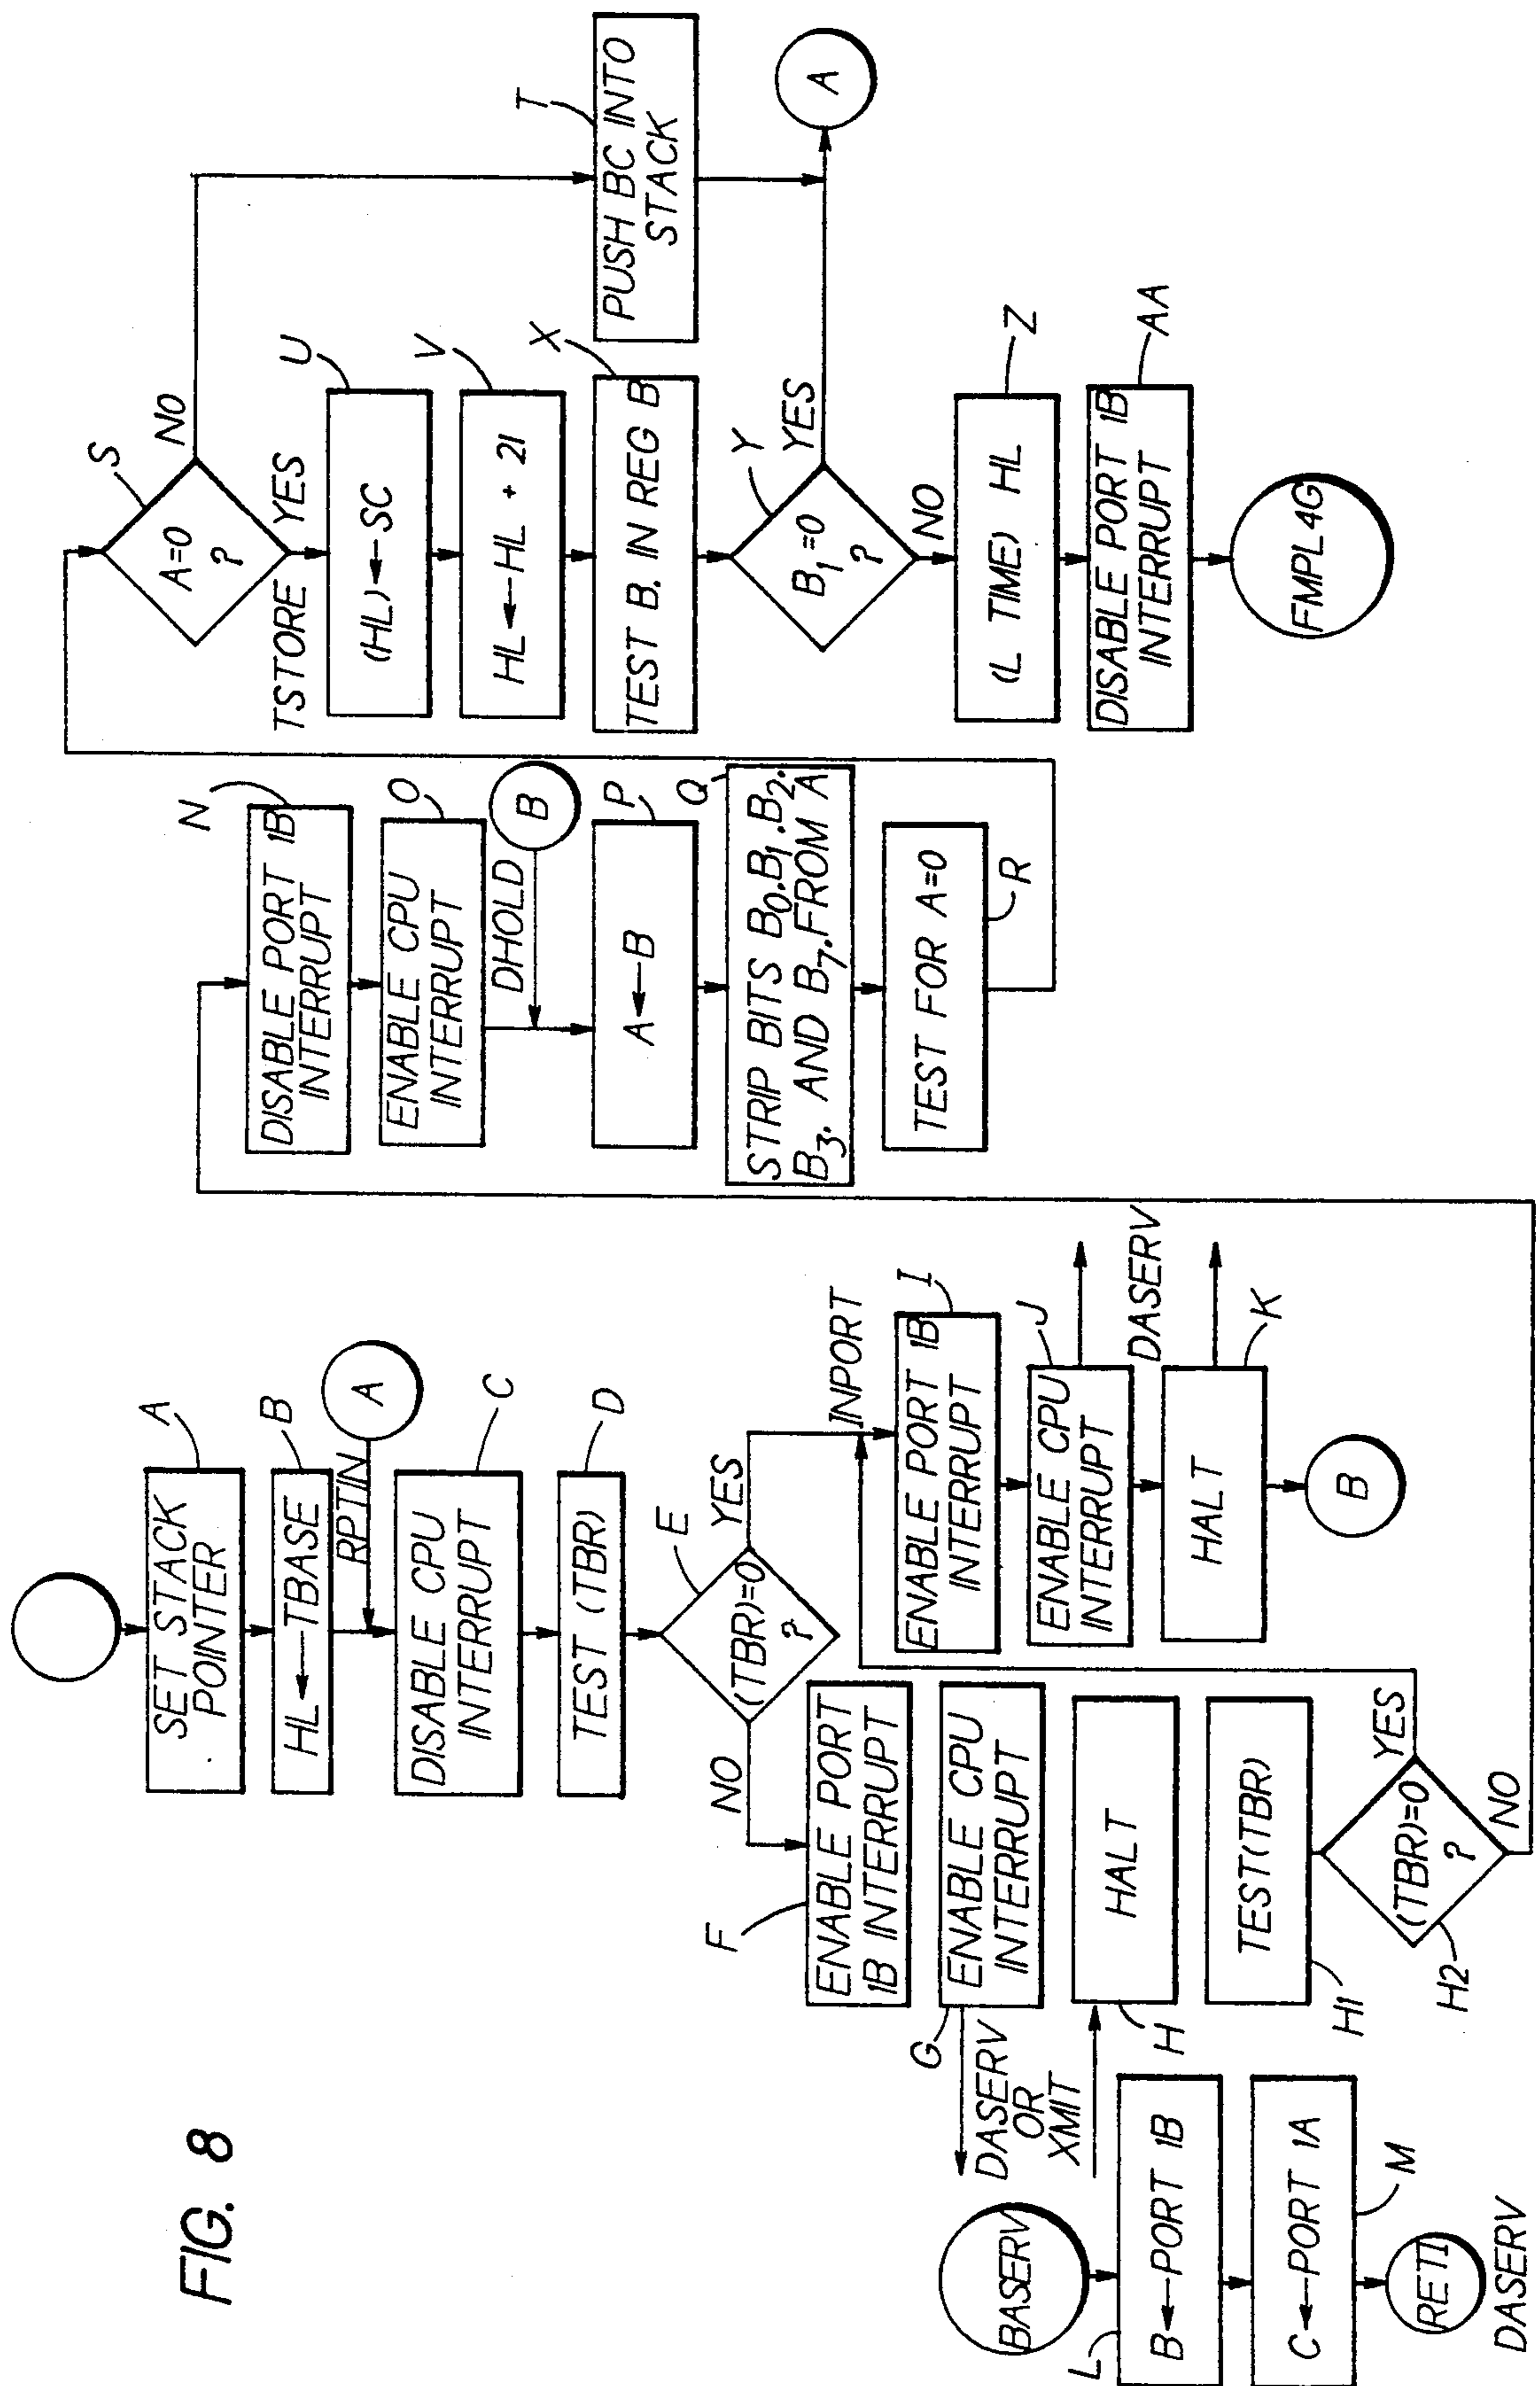 FIG. 8
SET STACK
POINTER
A
HL←TBASE
B
RPTIN
A
DISABLE CPU
INTERRUPT
C
TEST (TBR)
D
(TBR)=0
?
E
NO
YES
ENABLE PORT
1B INTERRUPT
F
ENABLE CPU
INTERRUPT
G
DASERV
OR
XMIT
HALT
H
TEST(TBR)
H1
(TBR)=0
?
H2
YES
NO
INPORT
ENABLE PORT 1B
INTERRUPT
I
ENABLE CPU
INTERRUPT
J
DASERV
HALT
K
B
BASERV
B←PORT 1B
L
C←PORT 1A
M
RETI
DASERV
DISABLE PORT 1B
INTERRUPT
N
ENABLE CPU
INTERRUPT
O
DHOLD
B
A←B
P
STRIP BITS B0.B1.B2.
B3. AND B7.FROM A
Q
TEST FOR A=0
R
A=0
?
S
NO
TSTORE YES
(HL)←SC
U
HL←HL + 2I
V
TEST B. IN REG B
X
PUSH BC INTO
STACK
T
B1=0
?
Y
YES
A
NO
(L TIME) HL
Z
DISABLE PORT 1B
INTERRUPT
AA
FMPL4G